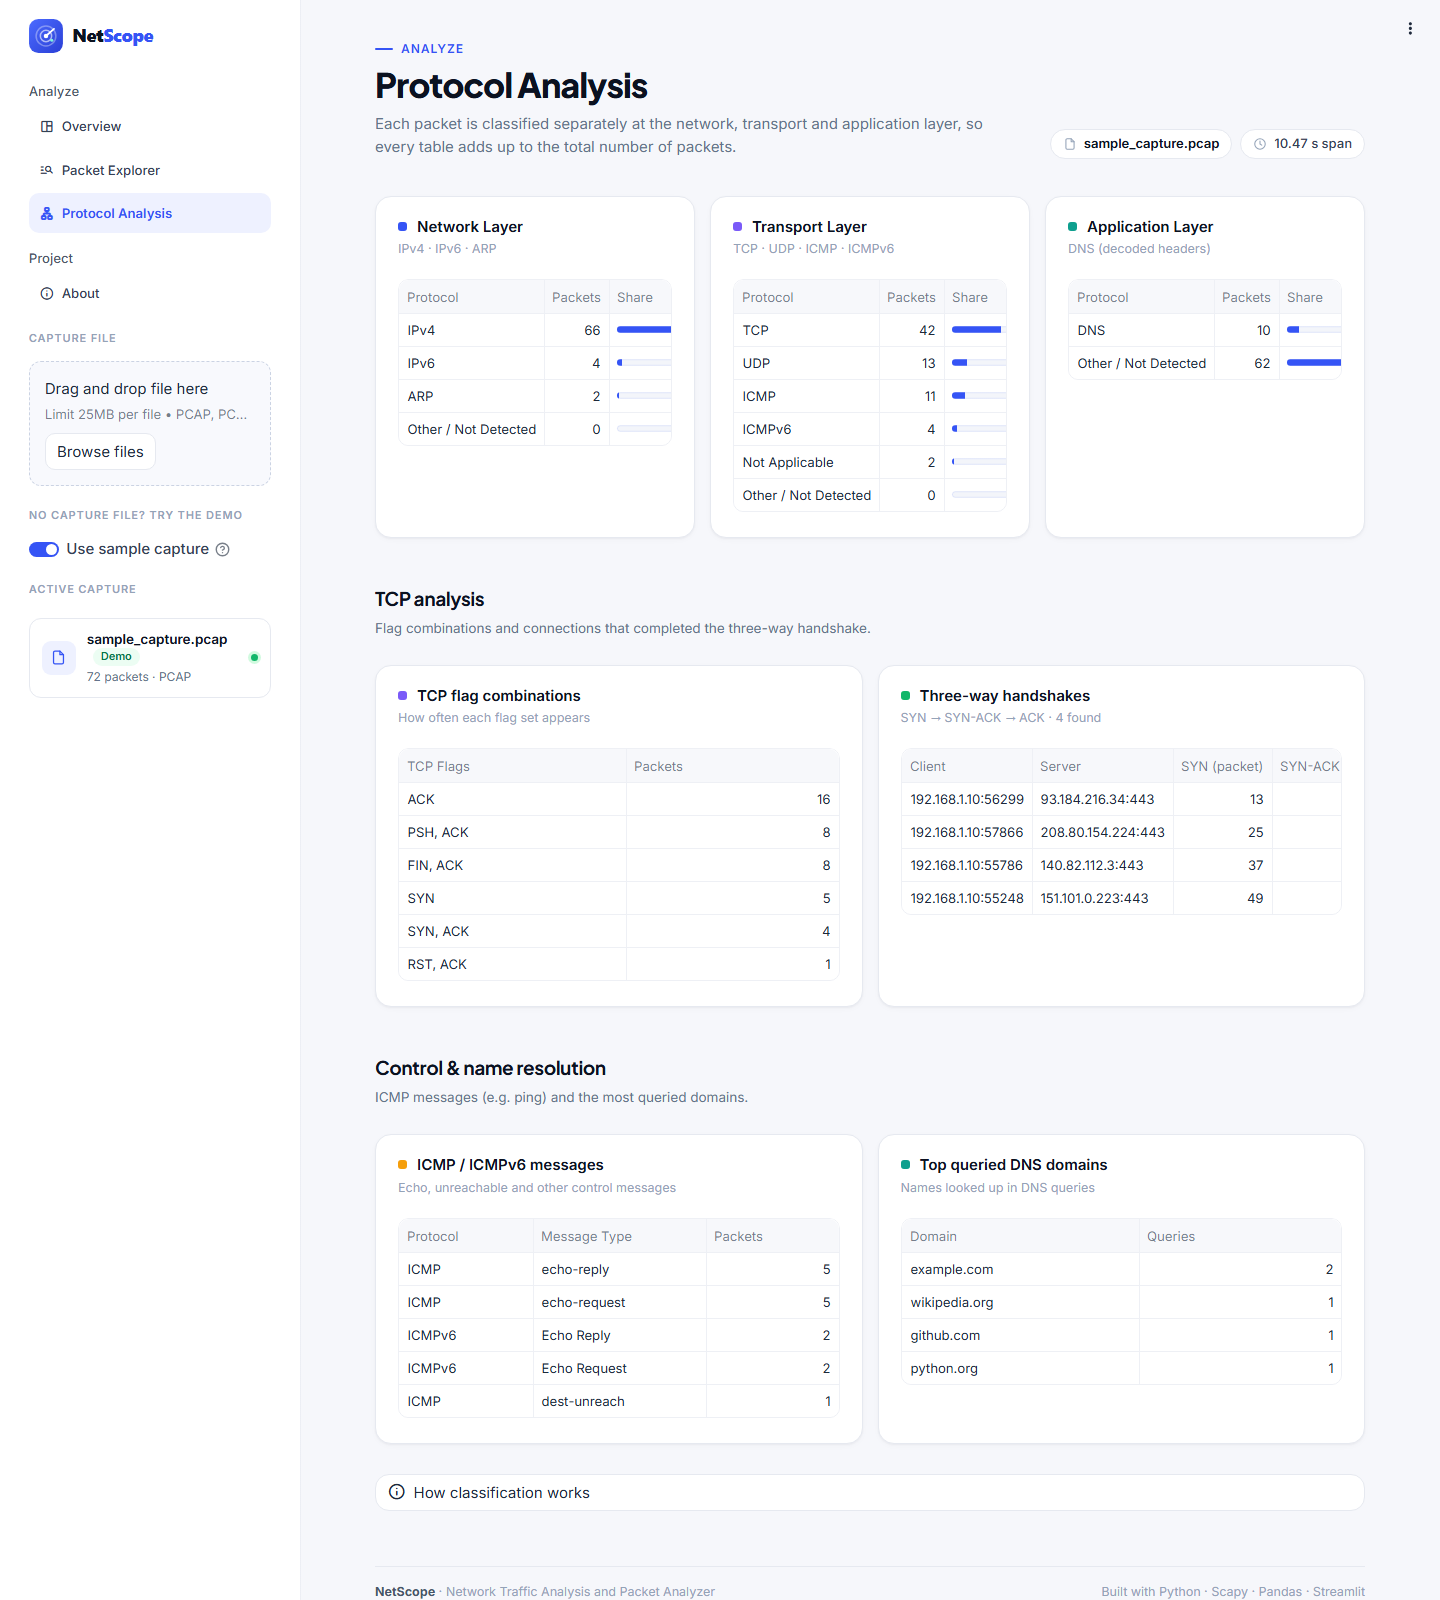 NetScope
Analyze
Overview
Packet Explorer
Protocol Analysis
Project
About
CAPTURE FILE
Drag and drop file here
Limit 25MB per file • PCAP, PC...
Browse files
NO CAPTURE FILE? TRY THE DEMO
Use sample capture
ACTIVE CAPTURE
sample_capture.pcap
Demo
72 packets · PCAP
ANALYZE
Protocol Analysis
Each packet is classified separately at the network, transport and application layer, so
every table adds up to the total number of packets.
sample_capture.pcap
10.47 s span
Network Layer
IPv4 · IPv6 · ARP
Protocol Packets Share
IPv4 66
IPv6 4
ARP 2
Other / Not Detected 0
Transport Layer
TCP · UDP · ICMP · ICMPv6
Protocol Packets Share
TCP 42
UDP 13
ICMP 11
ICMPv6 4
Not Applicable 2
Other / Not Detected 0
Application Layer
DNS (decoded headers)
Protocol Packets Share
DNS 10
Other / Not Detected 62
TCP analysis
Flag combinations and connections that completed the three-way handshake.
TCP flag combinations
How often each flag set appears
TCP Flags Packets
ACK 16
PSH, ACK 8
FIN, ACK 8
SYN 5
SYN, ACK 4
RST, ACK 1
Three-way handshakes
SYN → SYN-ACK → ACK · 4 found
Client Server SYN (packet) SYN-ACK
192.168.1.10:56299 93.184.216.34:443 13
192.168.1.10:57866 208.80.154.224:443 25
192.168.1.10:55786 140.82.112.3:443 37
192.168.1.10:55248 151.101.0.223:443 49
Control & name resolution
ICMP messages (e.g. ping) and the most queried domains.
ICMP / ICMPv6 messages
Echo, unreachable and other control messages
Protocol Message Type Packets
ICMP echo-reply 5
ICMP echo-request 5
ICMPv6 Echo Reply 2
ICMPv6 Echo Request 2
ICMP dest-unreach 1
Top queried DNS domains
Names looked up in DNS queries
Domain Queries
example.com 2
wikipedia.org 1
github.com 1
python.org 1
How classification works
NetScope · Network Traffic Analysis and Packet Analyzer
Built with Python · Scapy · Pandas · Streamlit